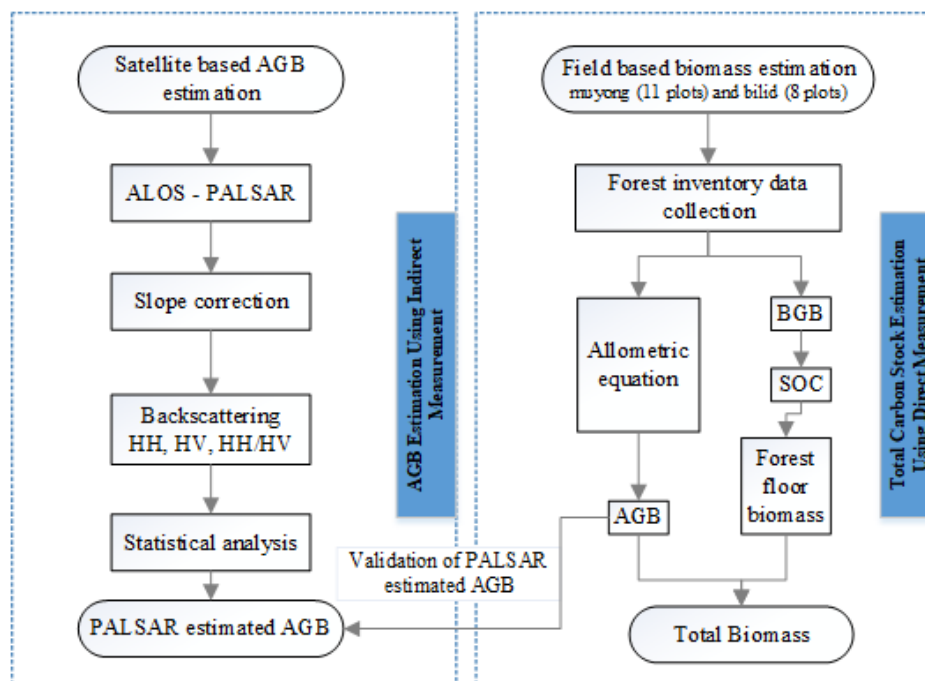 Satellite based AGB
estimation
ALOS - PALSAR
Slope correction
Backscattering
HH, HV, HH/HV
Statistical analysis
PALSAR estimated AGB
AGB Estimation Using Indirect
Measurement
Validation of PALSAR
estimated AGB
Field based biomass estimation
muyong (11 plots) and bilid (8 plots)
Forest inventory data
collection
Allometric
equation
AGB
BGB
SOC
Forest
floor
biomass
Total Biomass
Total Carbon Stock Estimation
Using Direct Measurement